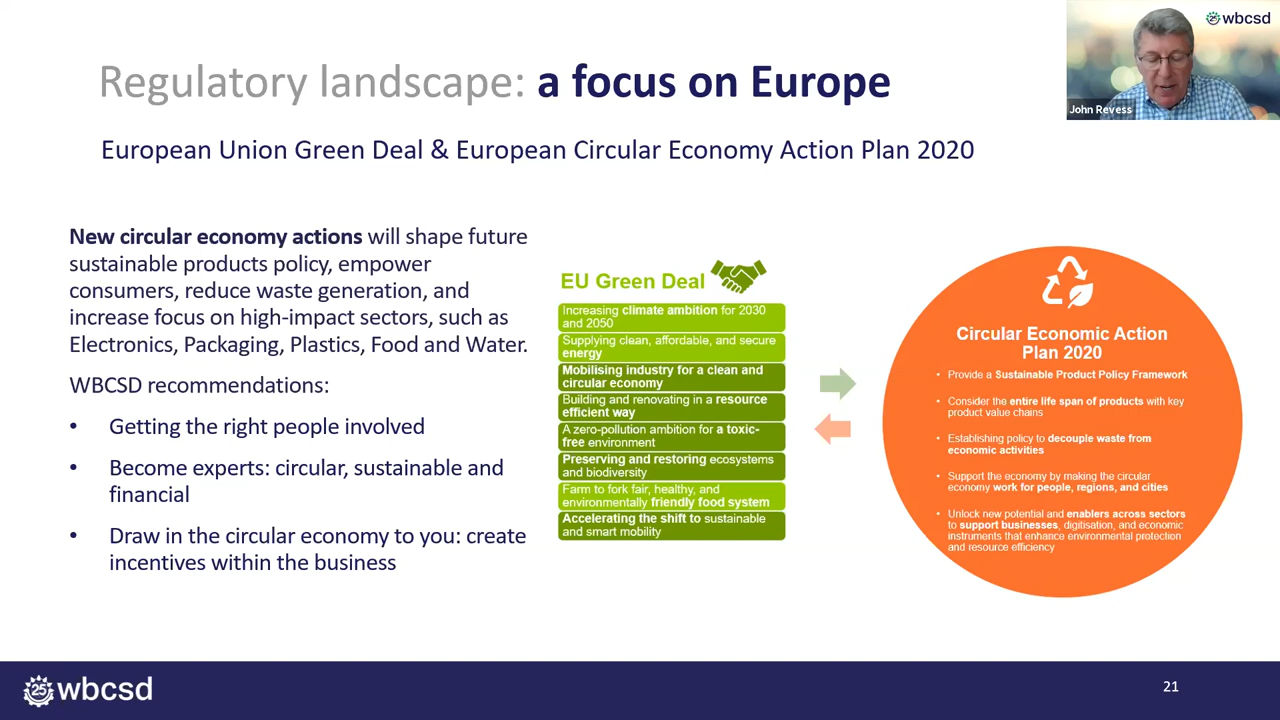 wbcsd
John Revess
Regulatory landscape: a focus on Europe
European Union Green Deal & European Circular Economy Action Plan 2020
New circular economy actions will shape future
sustainable products policy, empower
consumers, reduce waste generation, and
increase focus on high-impact sectors, such as
Electronics, Packaging, Plastics, Food and Water.
WBCSD recommendations:
• Getting the right people involved
• Become experts: circular, sustainable and
financial
• Draw in the circular economy to you: create
incentives within the business
EU Green Deal
Increasing climate ambition for 2030
and 2050
Supplying clean, affordable, and secure
energy
Mobilising industry for a clean and
circular economy
Building and renovating in a resource
efficient way
A zero-pollution ambition for a toxic-
free environment
Preserving and restoring ecosystems
and biodiversity
Farm to fork fair, healthy, and
environmentally friendly food system
Accelerating the shift to sustainable
and smart mobility
Circular Economic Action
Plan 2020
• Provide a Sustainable Product Policy Framework
• Consider the entire life span of products with key
product value chains
• Establishing policy to decouple waste from
economic activities
• Support the economy by making the circular
economy work for people, regions, and cities
• Unlock new potential and enablers across sectors
to support businesses, digitisation, and economic
instruments that enhance environmental protection
and resource efficiency
25 wbcsd
21